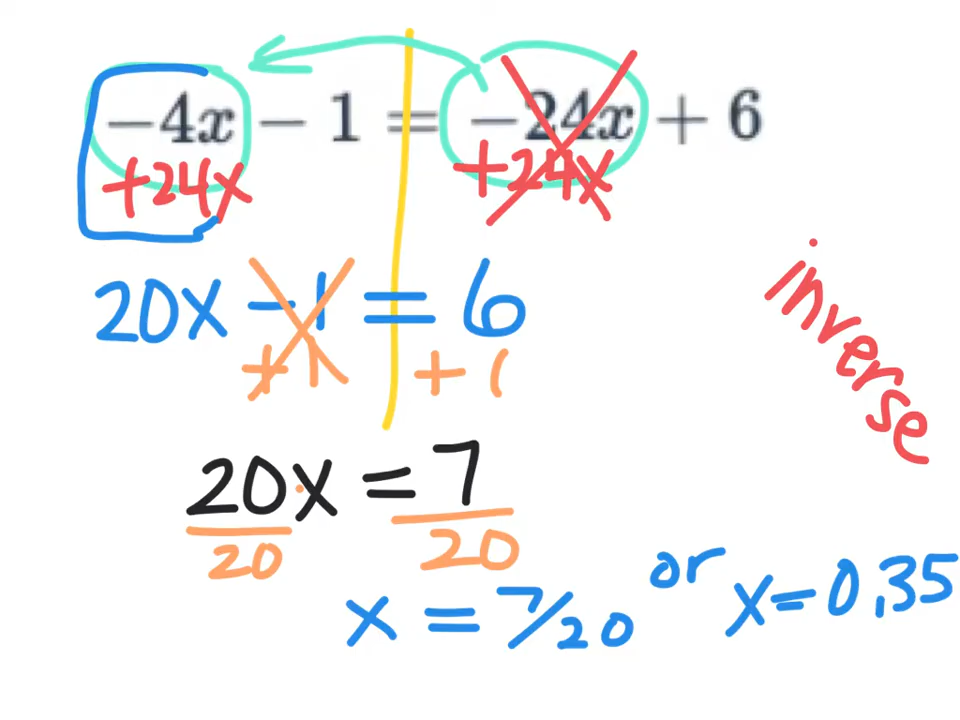 −4x − 1 = −24x + 6
+24x +24x
20x − 1 = 6
+1 +1
20x = 7
20 20
x = 7/20 or x = 0.35
inverse